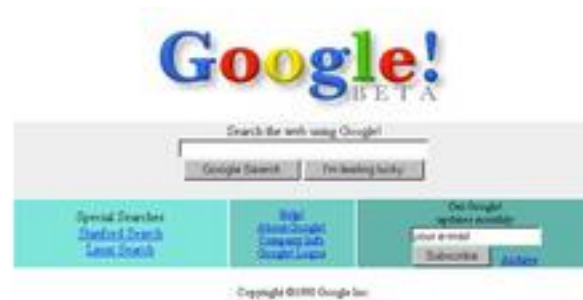 Google!
BETA
Search the web using Google!
Google Search I'm feeling lucky
Special Searches
Stanford Search
Linux Search
Help!
About Google!
Company Info
Google! Logos
Get Google!
updates monthly:
your e-mail
Subscribe Archive
Copyright ©1998 Google Inc.